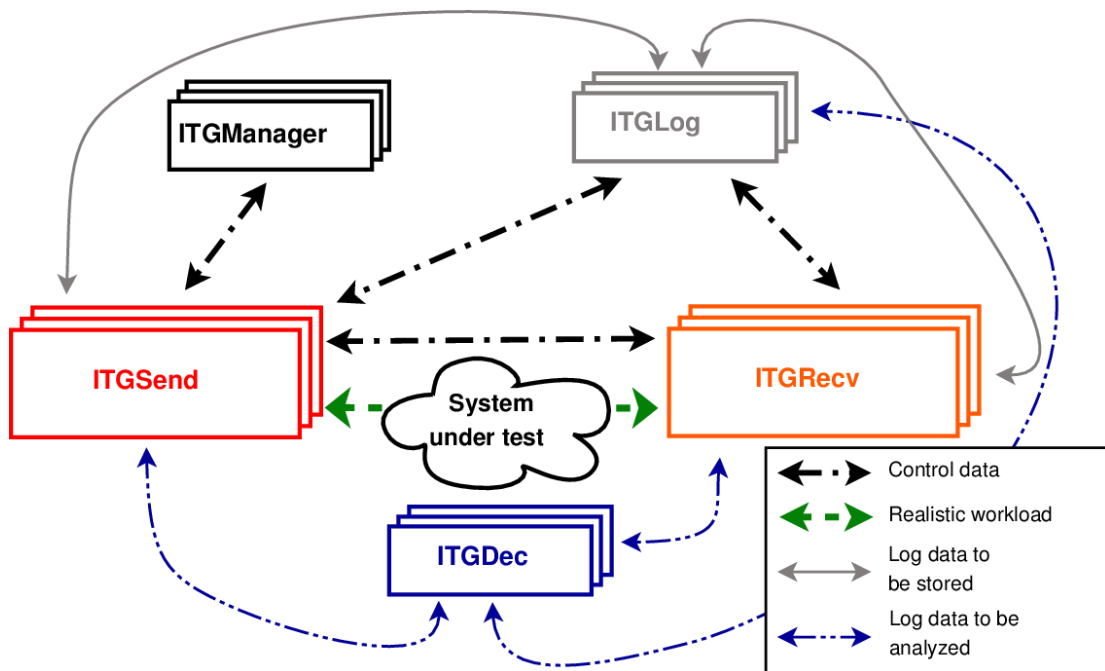 ITGManager
ITGLog
ITGSend
ITGRecv
System
under test
ITGDec
Control data
Realistic workload
Log data to
be stored
Log data to be
analyzed